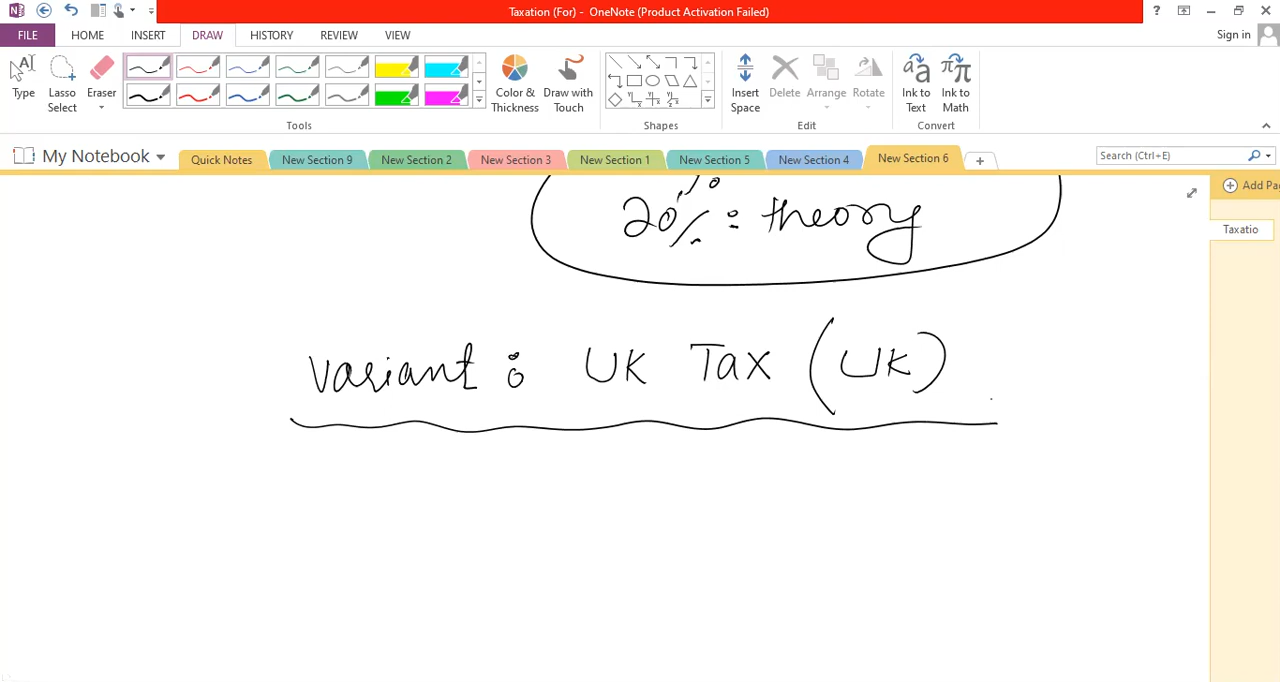 Taxation (For) - OneNote (Product Activation Failed)
?
FILE HOME INSERT DRAW HISTORY REVIEW VIEW
Sign in
Type
Lasso Select
Eraser
Color & Thickness
Draw with Touch
Insert Space
Delete
Arrange
Rotate
Ink to Text
Ink to Math
Tools
Shapes
Edit
Convert
My Notebook
Quick Notes New Section 9 New Section 2 New Section 3 New Section 1 New Section 5 New Section 4 New Section 6
Search (Ctrl+E)
Add Pa
Taxatio
20% : theory
Variant : UK Tax (UK)